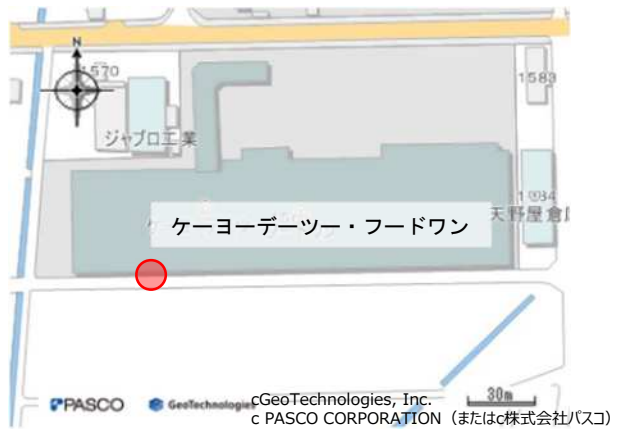 N
1570
1583
ジャブロ工業
ケーヨーデーツー・フードワン
天野屋倉庫
30m
PASCO
GeoTechnologies
cGeoTechnologies, Inc.
c PASCO CORPORATION（またはc株式会社パスコ）